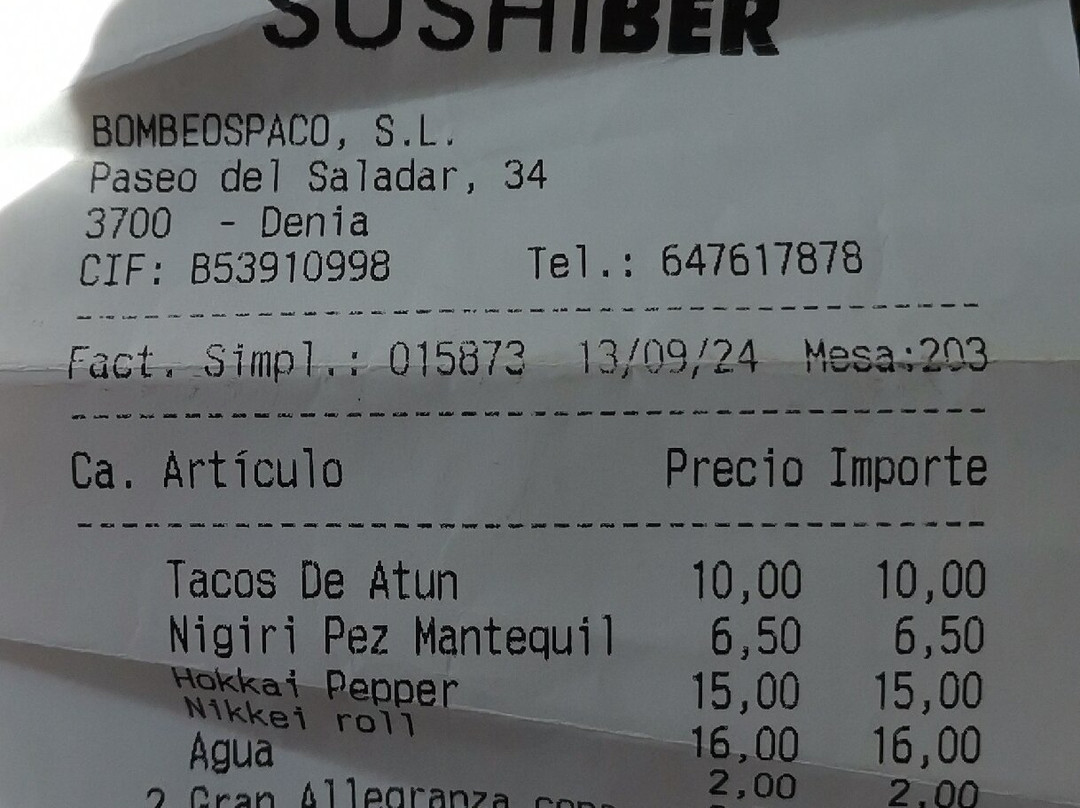 SUSHIBER
BOMBEOSPACO, S.L.
Paseo del Saladar, 34
3700 - Denia
CIF: B53910998 Tel.: 647617878
Fact. Simpl.: 015873 13/09/24 Mesa:203
Ca. Artículo Precio Importe
Tacos De Atun 10,00 10,00
Nigiri Pez Mantequil 6,50 6,50
Hokkai Pepper 15,00 15,00
Nikkei roll 16,00 16,00
Agua 2,00 2,00
2 Gran Allegranza copa